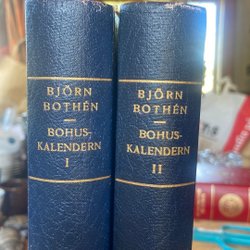 BJÖRN
BOTHÉN
BOHUS-
KALENDERN
I
BJÖRN
BOTHÉN
BOHUS-
KALENDERN
II